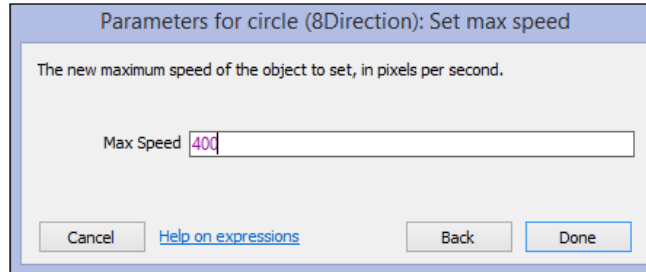 Parameters for circle (8Direction): Set max speed
The new maximum speed of the object to set, in pixels per second.
Max Speed 400
Cancel Help on expressions Back Done